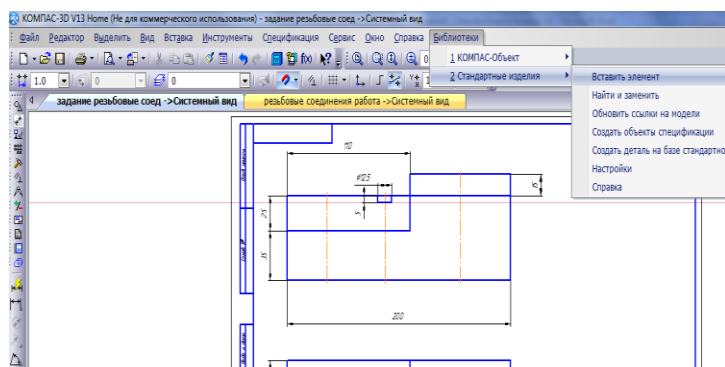 КОМПАС-3D V13 Home (Не для коммерческого использования) - задание резьбовые соед ->Системный вид
Файл Редактор Выделить Вид Вставка Инструменты Спецификация Сервис Окно Справка Библиотеки
1 КОМПАС-Объект
2 Стандартные изделия
Вставить элемент
Найти и заменить
Обновить ссылки на модели
Создать объекты спецификации
Создать деталь на базе стандартно
Настройки
Справка
1.0 0 0
задание резьбовые соед ->Системный вид
резьбовые соединения работа ->Системный вид
110
15
5
25
35
200